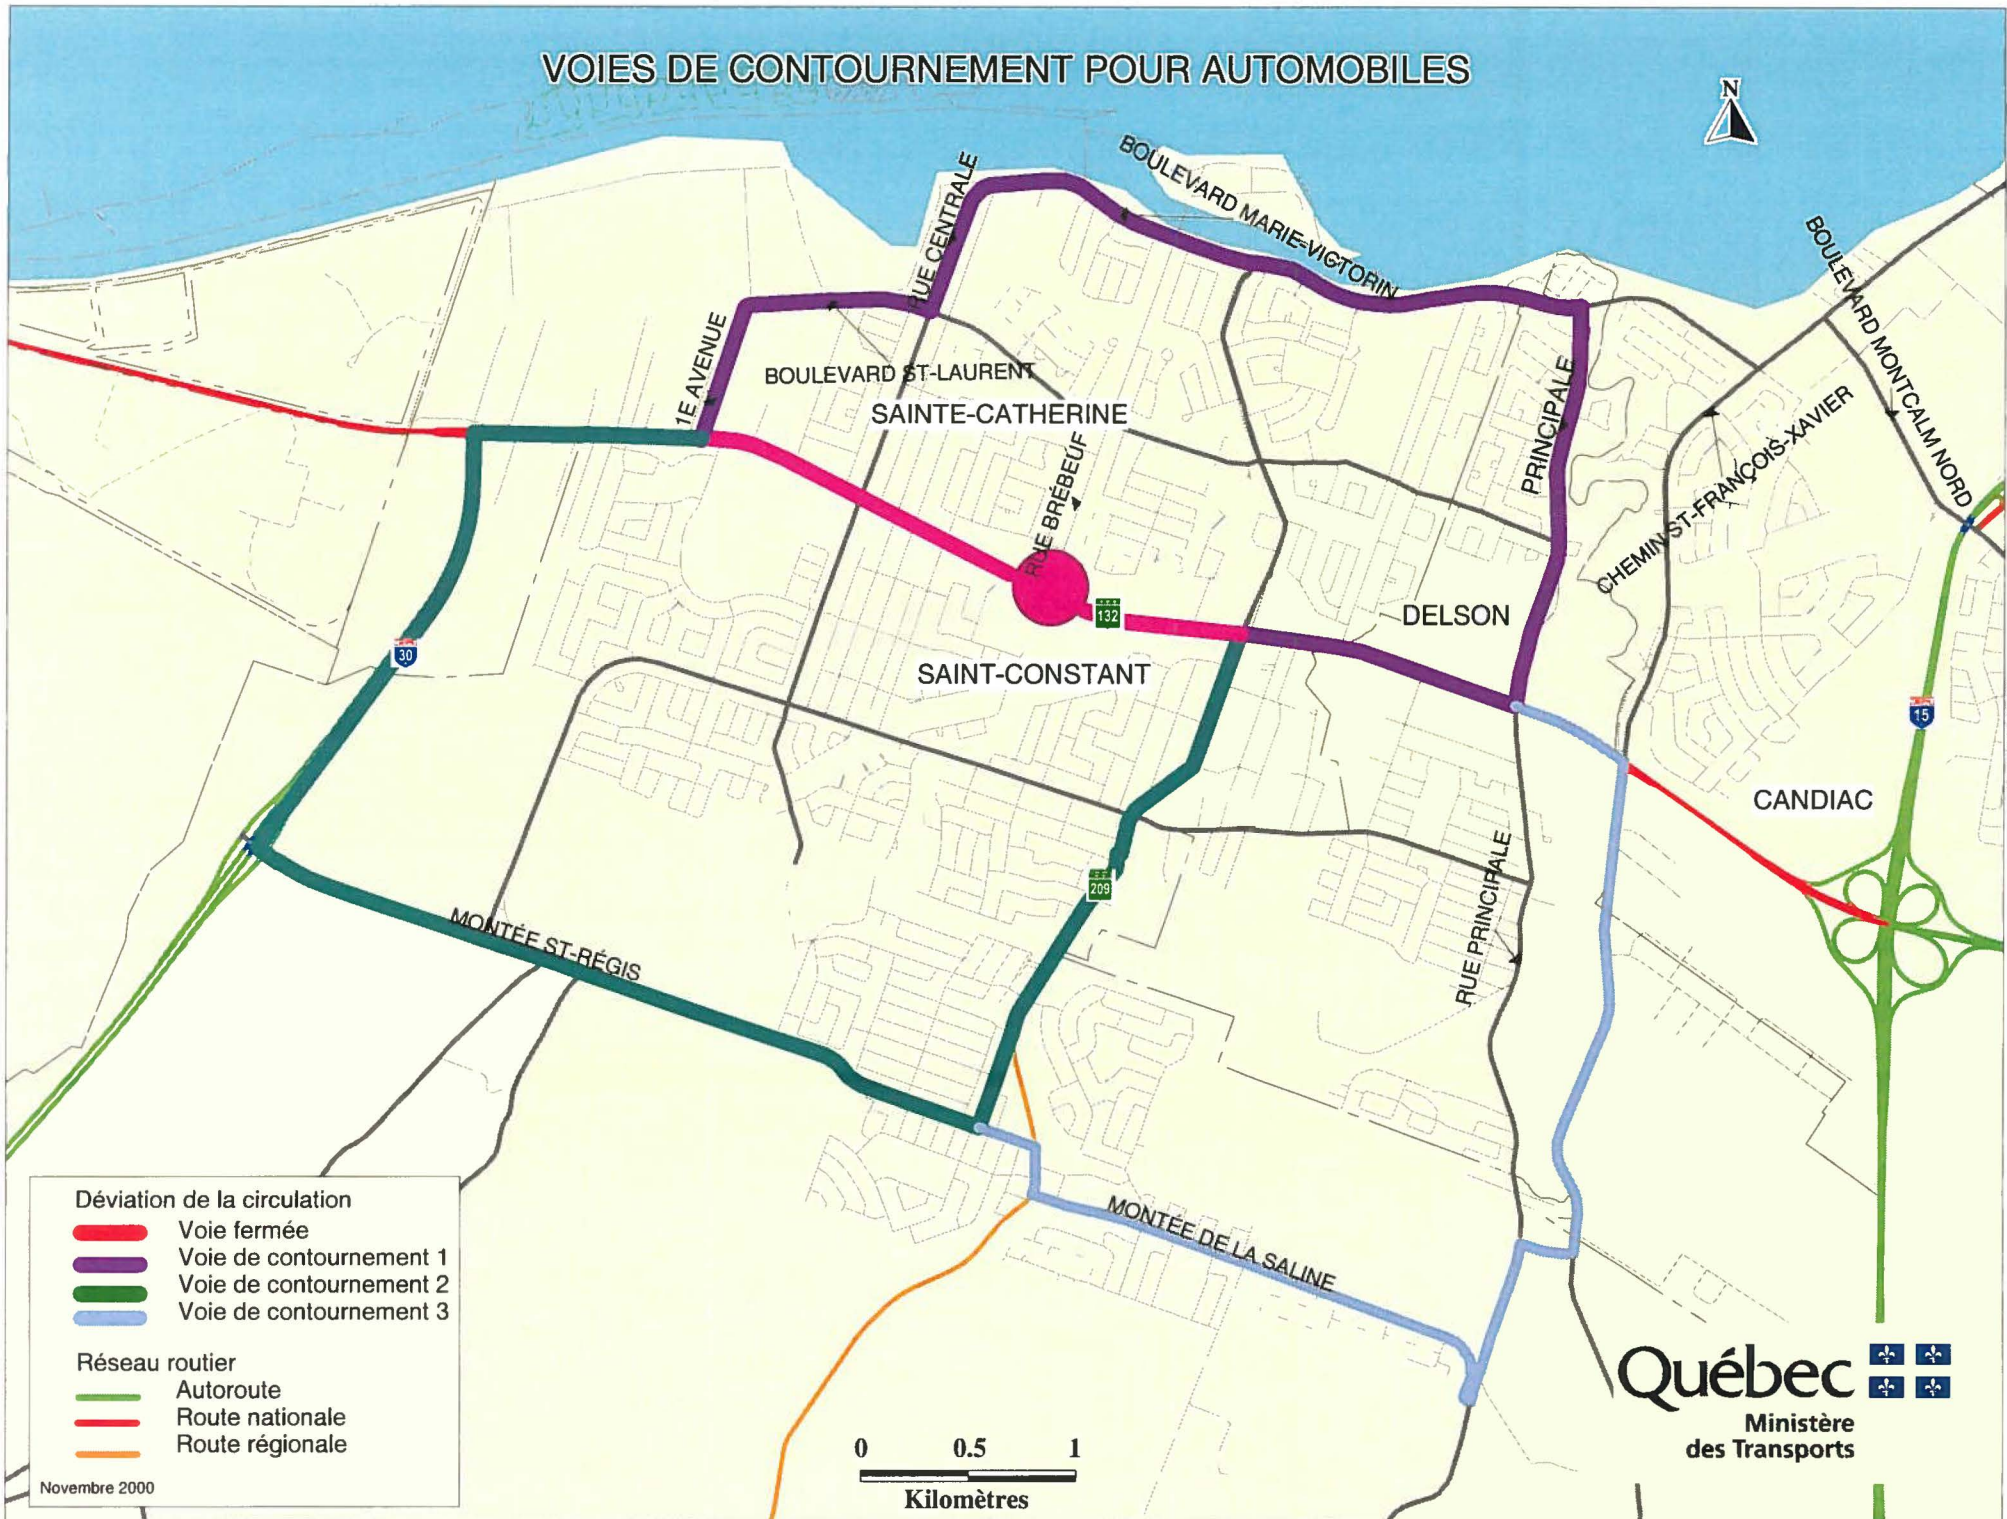 VOIES DE CONTOURNEMENT POUR AUTOMOBILES
N
BOULEVARD MARIE-VICTORIN
RUE CENTRALE
BOULEVARD MONTCALM NORD
1E AVENUE
BOULEVARD ST-LAURENT
SAINTE-CATHERINE
PRINCIPALE
CHEMIN ST-FRANÇOIS-XAVIER
RUE BRÉBEUF
132
DELSON
30
SAINT-CONSTANT
15
CANDIAC
209
RUE PRINCIPALE
MONTÉE ST-RÉGIS
MONTÉE DE LA SALINE
Déviation de la circulation
Voie fermée
Voie de contournement 1
Voie de contournement 2
Voie de contournement 3
Réseau routier
Autoroute
Route nationale
Route régionale
Novembre 2000
0 0.5 1
Kilomètres
Québec
Ministère
des Transports